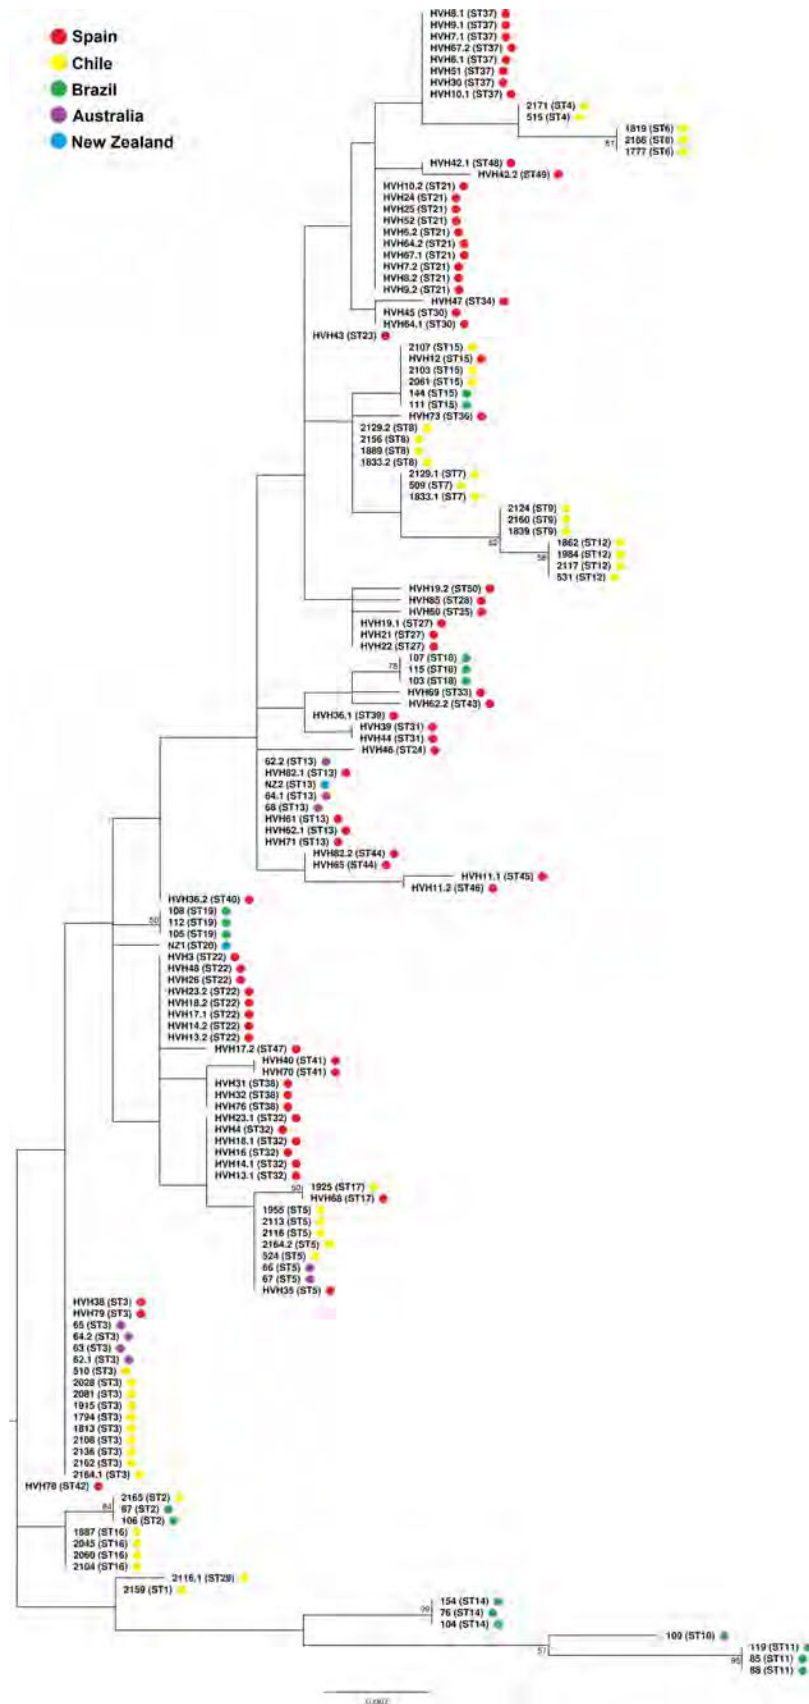 Spain
Chile
Brazil
Australia
New Zealand
HVH8.1 (ST37)
HVH9.1 (ST37)
HVH7.1 (ST37)
HVH67.2 (ST37)
HVH6.1 (ST37)
HVH51 (ST37)
HVH30 (ST37)
HVH10.1 (ST37)
2171 (ST4)
515 (ST4)
1819 (ST6)
2168 (ST6)
1777 (ST6)
61
HVH42.1 (ST48)
HVH42.2 (ST49)
HVH10.2 (ST21)
HVH24 (ST21)
HVH25 (ST21)
HVH52 (ST21)
HVH6.2 (ST21)
HVH64.2 (ST21)
HVH67.1 (ST21)
HVH7.2 (ST21)
HVH8.2 (ST21)
HVH9.2 (ST21)
HVH47 (ST34)
HVH45 (ST30)
HVH64.1 (ST30)
HVH43 (ST23)
2107 (ST15)
HVH12 (ST15)
2103 (ST15)
2061 (ST15)
144 (ST15)
111 (ST15)
HVH73 (ST36)
2129.2 (ST8)
2156 (ST8)
1889 (ST8)
1833.2 (ST8)
2129.1 (ST7)
509 (ST7)
1833.1 (ST7)
2124 (ST9)
2160 (ST9)
1839 (ST9)
1862 (ST12)
1984 (ST12)
2117 (ST12)
531 (ST12)
HVH19.2 (ST50)
HVH85 (ST28)
HVH60 (ST35)
HVH19.1 (ST27)
HVH21 (ST27)
HVH22 (ST27)
107 (ST18)
115 (ST18)
103 (ST18)
HVH69 (ST33)
HVH62.2 (ST43)
HVH36.1 (ST39)
HVH39 (ST31)
HVH44 (ST31)
HVH46 (ST24)
62.2 (ST13)
HVH82.1 (ST13)
NZ2 (ST13)
64.1 (ST13)
68 (ST13)
HVH61 (ST13)
HVH62.1 (ST13)
HVH71 (ST13)
HVH82.2 (ST44)
HVH65 (ST44)
HVH11.1 (ST45)
HVH11.2 (ST46)
HVH36.2 (ST40)
108 (ST19)
112 (ST19)
105 (ST19)
NZ1 (ST20)
HVH3 (ST22)
HVH48 (ST22)
HVH26 (ST22)
HVH23.2 (ST22)
HVH18.2 (ST22)
HVH17.1 (ST22)
HVH14.2 (ST22)
HVH13.2 (ST22)
HVH17.2 (ST47)
HVH40 (ST41)
HVH70 (ST41)
HVH31 (ST38)
HVH32 (ST38)
HVH76 (ST38)
HVH23.1 (ST32)
HVH4 (ST32)
HVH18.1 (ST32)
HVH16 (ST32)
HVH14.1 (ST32)
HVH13.1 (ST32)
1925 (ST17)
HVH68 (ST17)
1955 (ST5)
2113 (ST5)
2116 (ST5)
2164.2 (ST5)
524 (ST5)
66 (ST5)
67 (ST5)
HVH35 (ST5)
HVH38 (ST3)
HVH79 (ST3)
65 (ST3)
64.2 (ST3)
63 (ST3)
62.1 (ST3)
510 (ST3)
2028 (ST3)
2081 (ST3)
1915 (ST3)
1794 (ST3)
1813 (ST3)
2106 (ST3)
2136 (ST3)
2162 (ST3)
2164.1 (ST3)
HVH78 (ST42)
2165 (ST2)
106 (ST2)
1887 (ST16)
2045 (ST16)
2060 (ST16)
2104 (ST16)
2116.1 (ST29)
2159 (ST1)
154 (ST14)
76 (ST14)
104 (ST14)
99
109 (ST10)
57
119 (ST11)
85 (ST11)
88 (ST11)